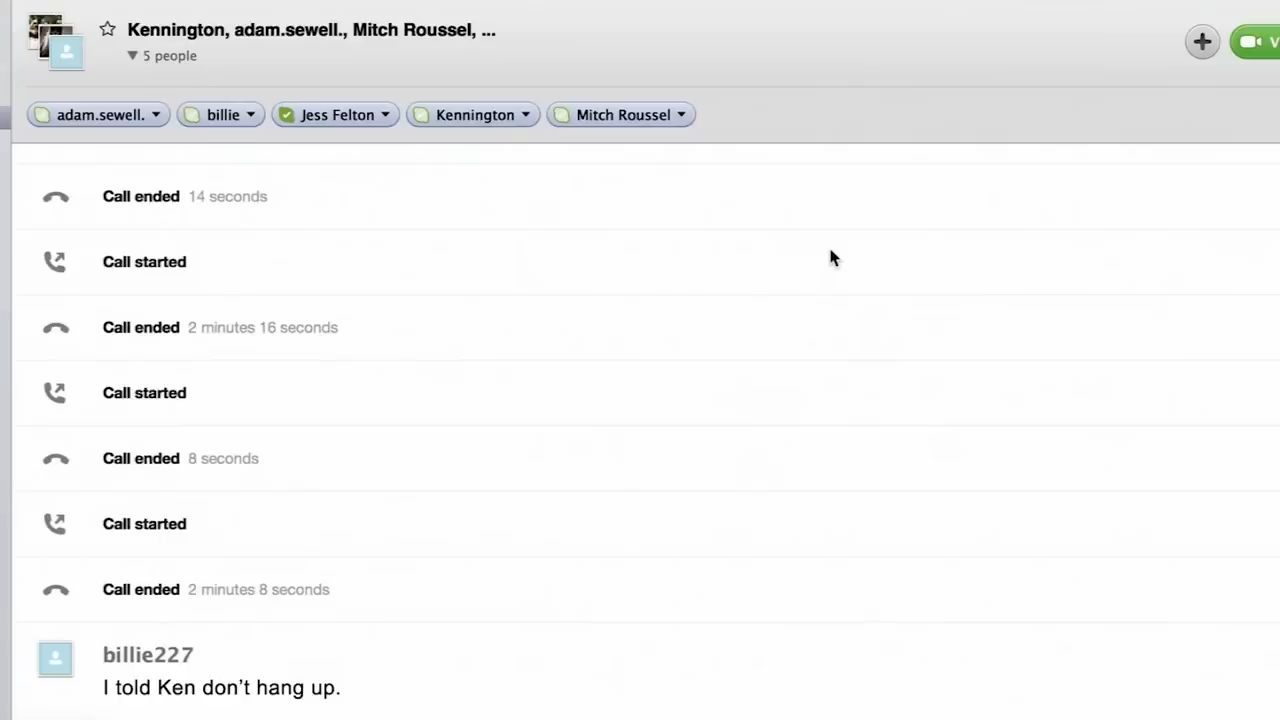 Kennington, adam.sewell., Mitch Roussel, ...
5 people
adam.sewell. billie Jess Felton Kennington Mitch Roussel
Call ended 14 seconds
Call started
Call ended 2 minutes 16 seconds
Call started
Call ended 8 seconds
Call started
Call ended 2 minutes 8 seconds
billie227
I told Ken don’t hang up.